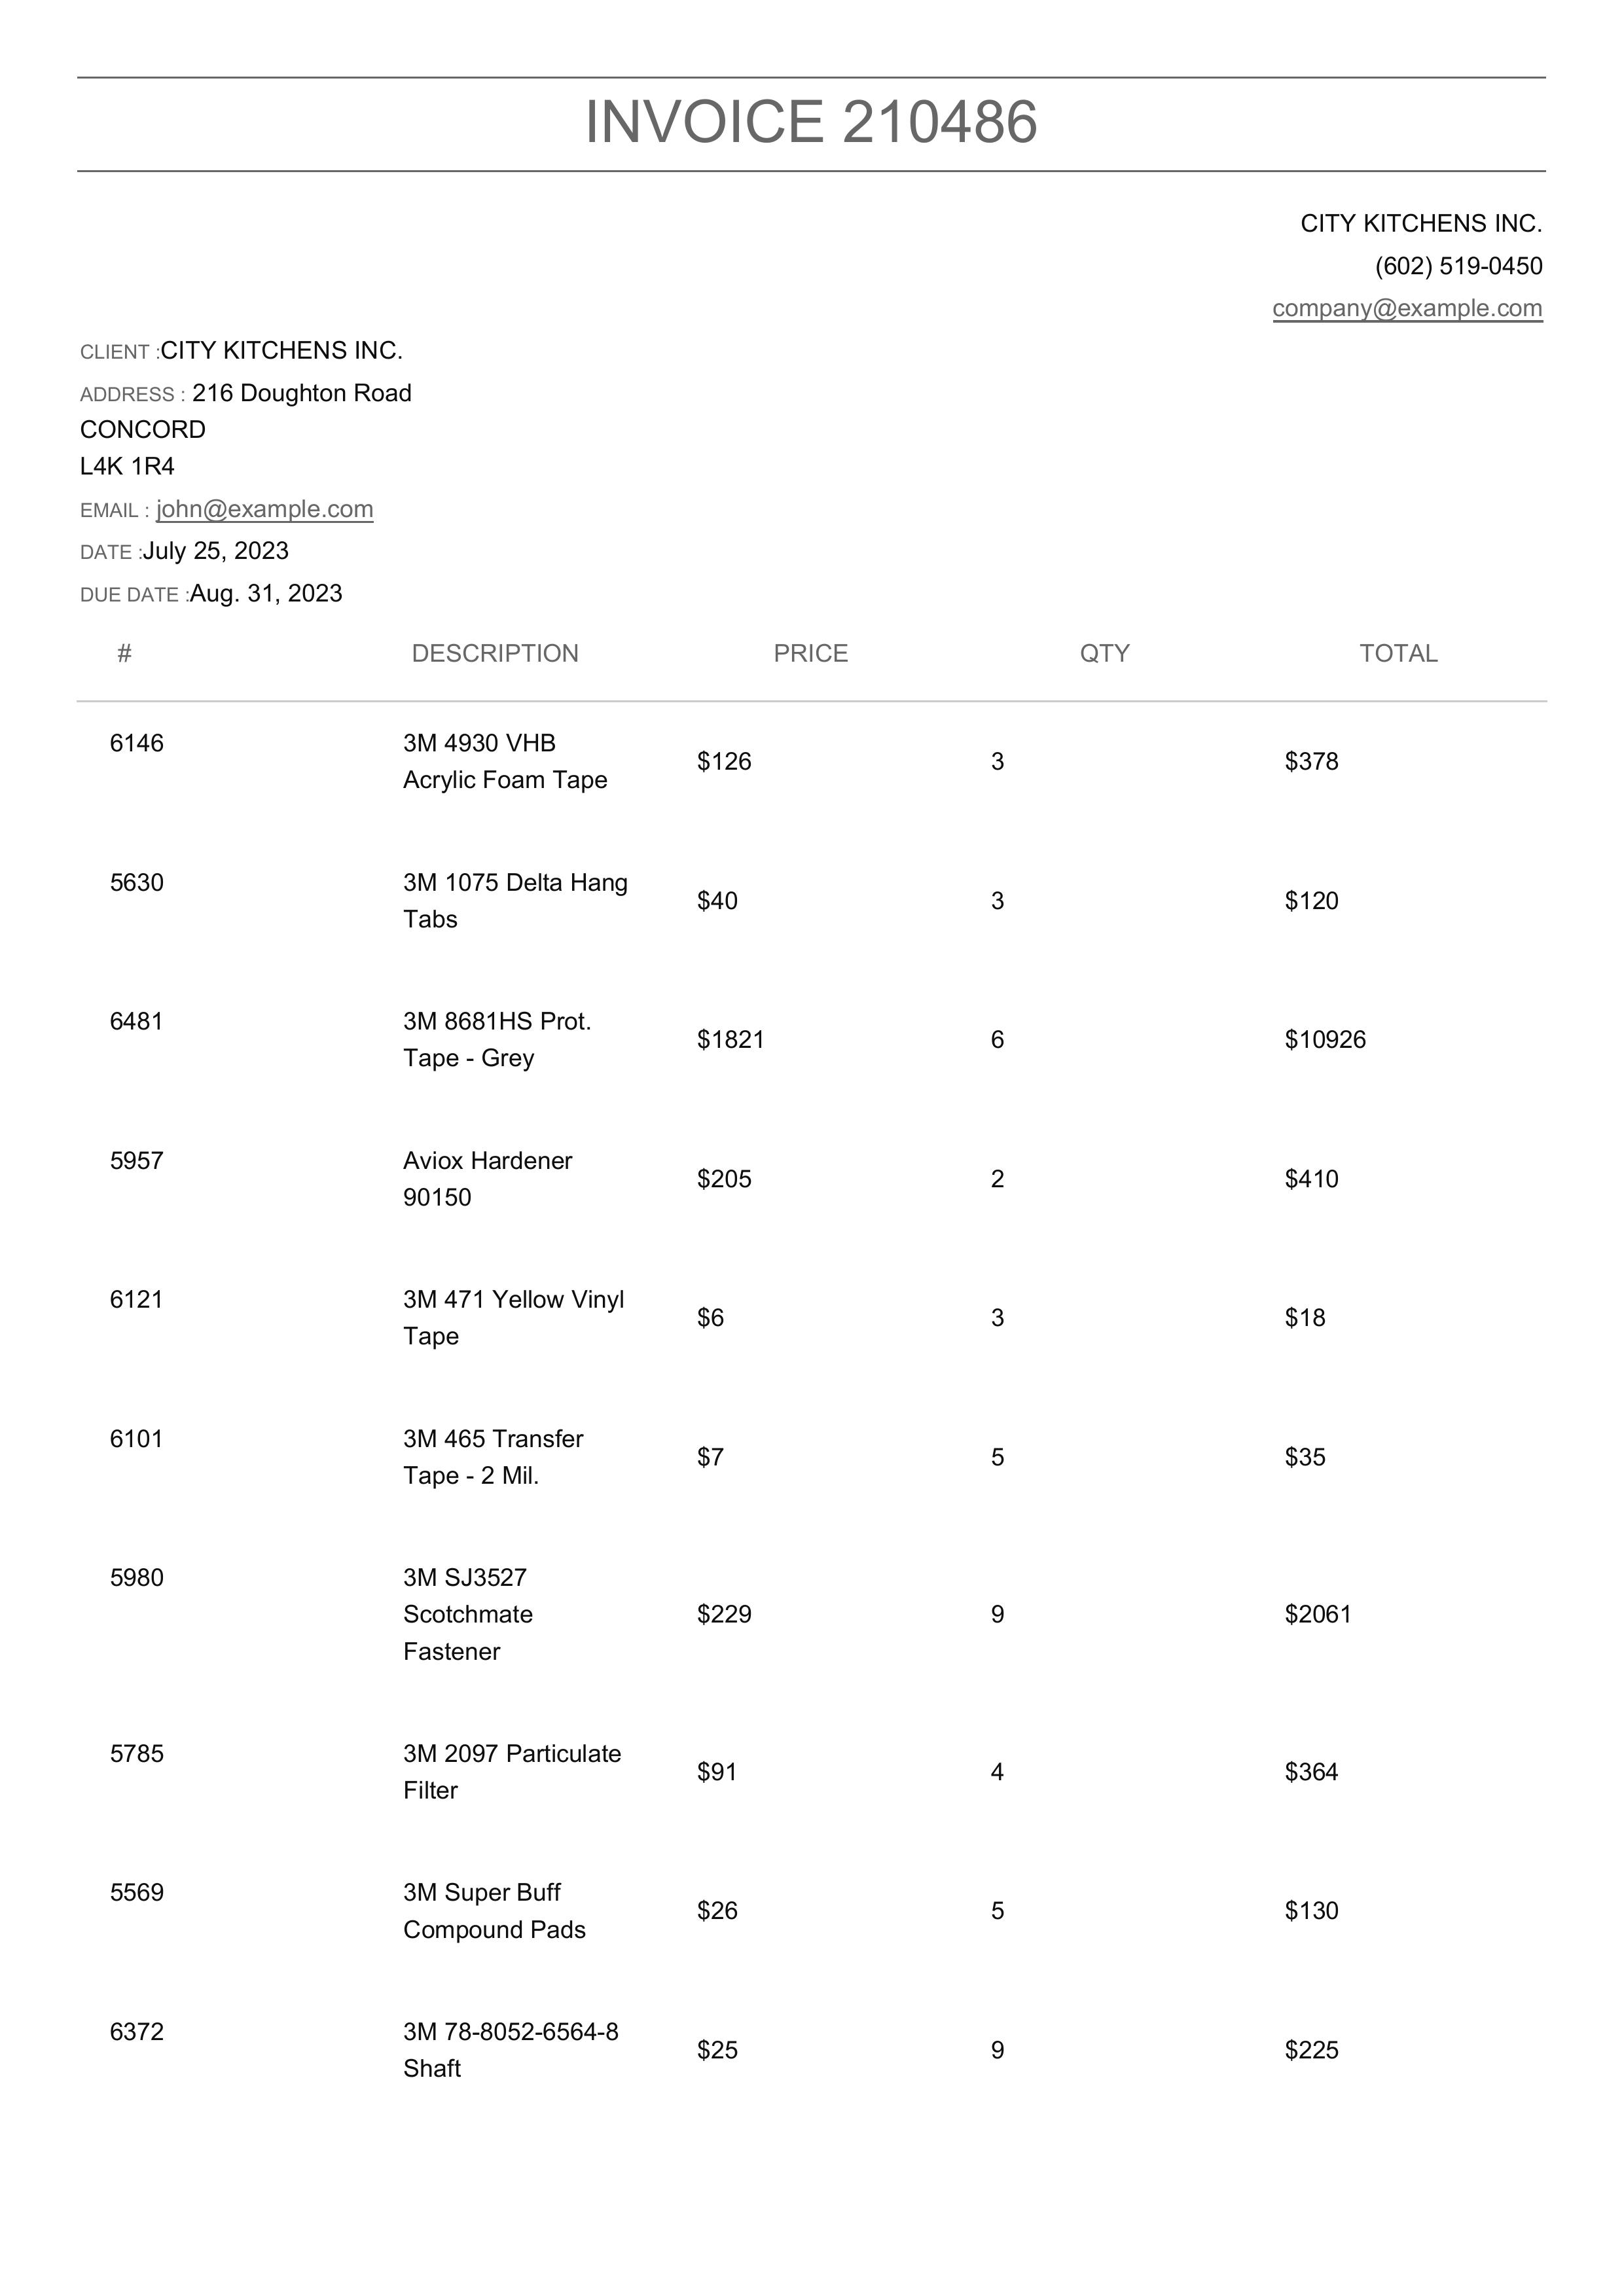 INVOICE 210486
CITY KITCHENS INC.
(602) 519-0450
company@example.com
CLIENT :CITY KITCHENS INC.
ADDRESS : 216 Doughton Road
CONCORD
L4K 1R4
EMAIL : john@example.com
DATE :July 25, 2023
DUE DATE :Aug. 31, 2023
# DESCRIPTION PRICE QTY TOTAL
6146 3M 4930 VHB
Acrylic Foam Tape $126 3 $378
5630 3M 1075 Delta Hang
Tabs $40 3 $120
6481 3M 8681HS Prot.
Tape - Grey $1821 6 $10926
5957 Aviox Hardener
90150 $205 2 $410
6121 3M 471 Yellow Vinyl
Tape $6 3 $18
6101 3M 465 Transfer
Tape - 2 Mil. $7 5 $35
5980 3M SJ3527
Scotchmate $229 9 $2061
Fastener
5785 3M 2097 Particulate
Filter $91 4 $364
5569 3M Super Buff
Compound Pads $26 5 $130
6372 3M 78-8052-6564-8
Shaft $25 9 $225